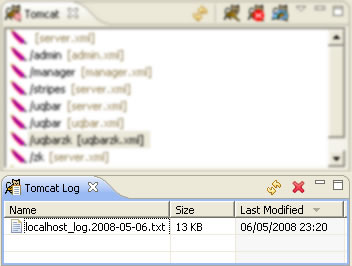 Tomcat
[server.xml]
/admin [server.xml]
/manager [manager.xml]
/stripes [server.xml]
/uqbar [server.xml]
/uqbar [server.xml]
/uqbarzk [uqbarzk.xml]
/zk [server.xml]
Tomcat Log
Name Size Last Modified
localhost_log.2008-05-06.txt 13 KB 06/05/2008 23:20